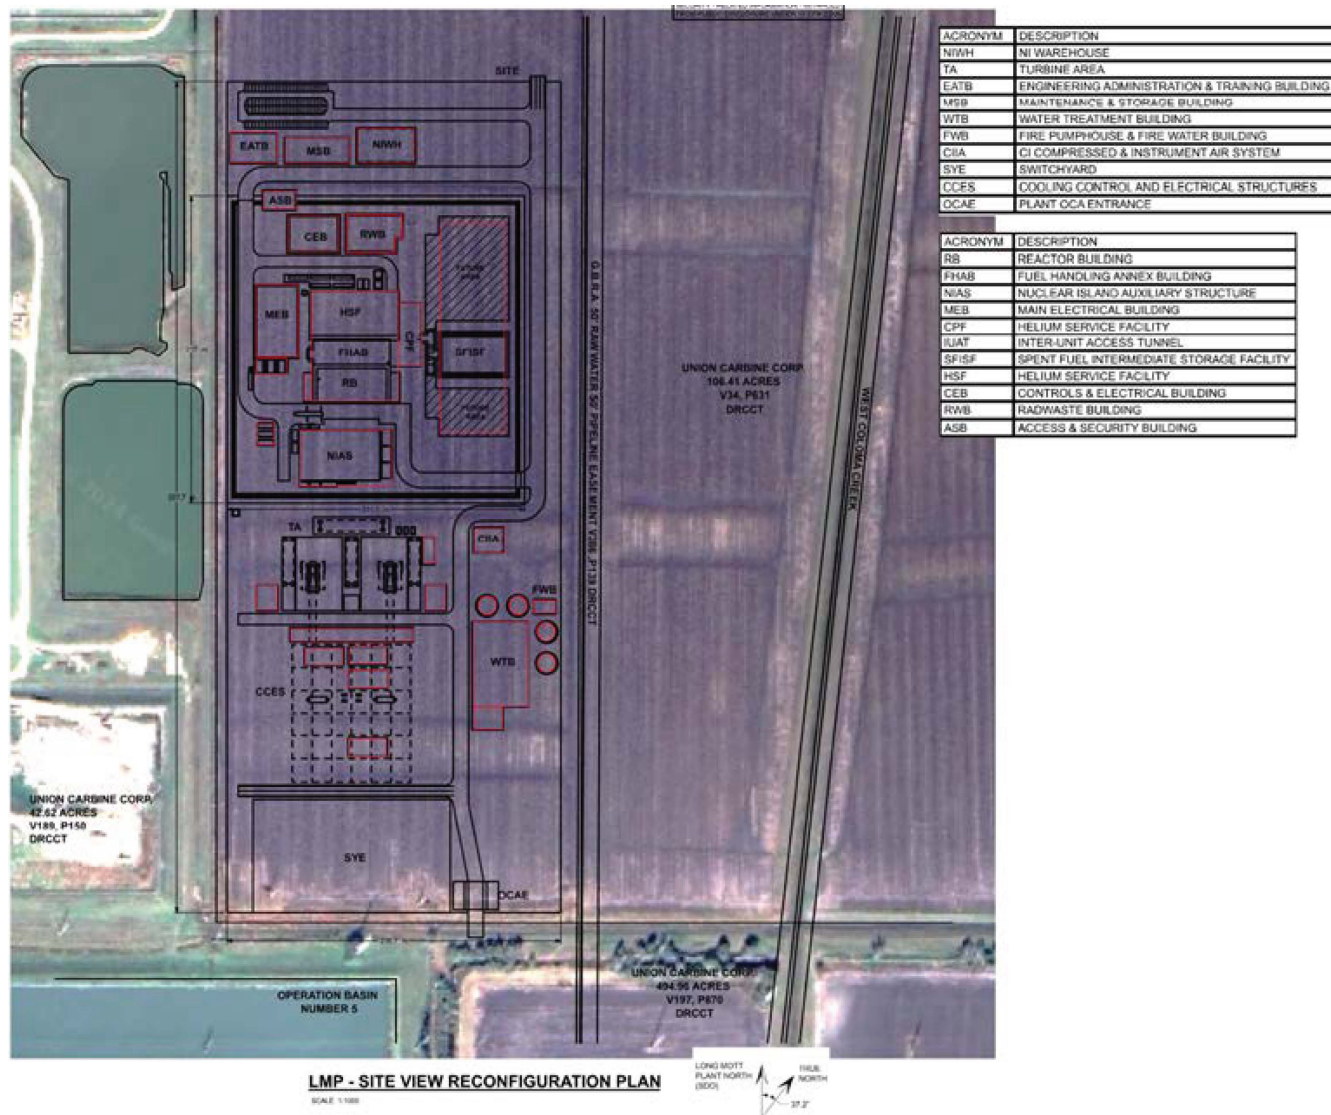 SITE
EATB
MSB
NIWH
ASB
CEB
RWB
MEB
HSF
CPF
FHAB
SFISF
RB
NIAS
TA
CIIA
FWB
WTB
CCES
SYE
OCAE
G.B.R.A. 50' RAW WATER 50' PIPELINE EASEMENT V286, P139 DRCCT
UNION CARBINE CORP.
106.41 ACRES
V34, P631
DRCCT
WEST COLOMA CREEK
UNION CARBINE CORP.
42.62 ACRES
V189, P150
DRCCT
OPERATION BASIN
NUMBER 5
UNION CARBINE CORP.
494.96 ACRES
V197, P870
DRCCT
ACRONYM DESCRIPTION
NIWH NI WAREHOUSE
TA TURBINE AREA
EATB ENGINEERING ADMINISTRATION & TRAINING BUILDING
MSB MAINTENANCE & STORAGE BUILDING
WTB WATER TREATMENT BUILDING
FWB FIRE PUMPHOUSE & FIRE WATER BUILDING
CIIA CI COMPRESSED & INSTRUMENT AIR SYSTEM
SYE SWITCHYARD
CCES COOLING CONTROL AND ELECTRICAL STRUCTURES
OCAE PLANT OCA ENTRANCE
ACRONYM DESCRIPTION
RB REACTOR BUILDING
FHAB FUEL HANDLING ANNEX BUILDING
NIAS NUCLEAR ISLAND AUXILIARY STRUCTURE
MEB MAIN ELECTRICAL BUILDING
CPF HELIUM SERVICE FACILITY
IUAT INTER-UNIT ACCESS TUNNEL
SFISF SPENT FUEL INTERMEDIATE STORAGE FACILITY
HSF HELIUM SERVICE FACILITY
CEB CONTROLS & ELECTRICAL BUILDING
RWB RADWASTE BUILDING
ASB ACCESS & SECURITY BUILDING
LMP - SITE VIEW RECONFIGURATION PLAN
SCALE 1:1000
LONG MOTT
PLANT NORTH
TRUE
NORTH
37.2°